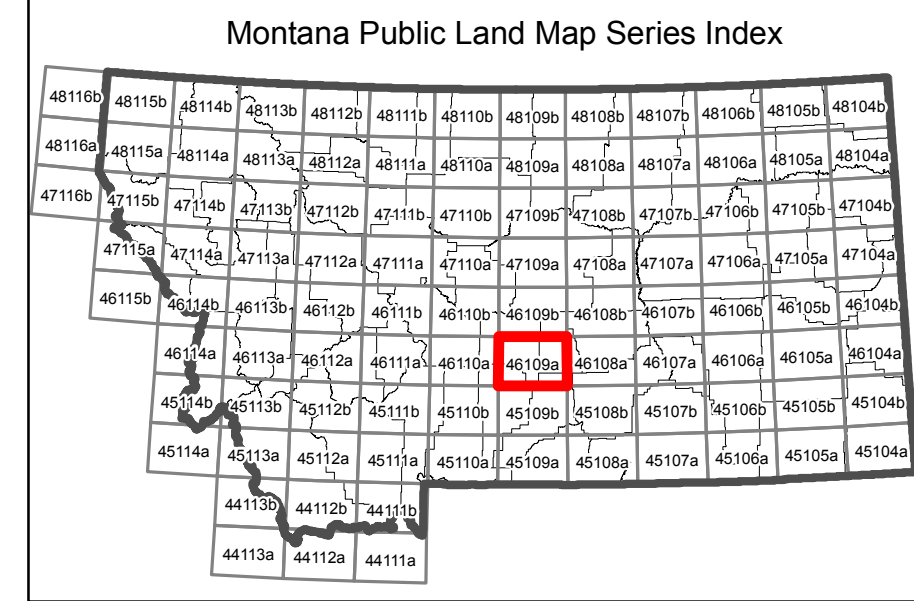 Montana Public Land Map Series Index
48116b 48115b 48114b 48113b 48112b 48111b 48110b 48109b 48108b 48107b 48106b 48105b 48104b
48116a 48115a 48114a 48113a 48112a 48111a 48110a 48109a 48108a 48107a 48106a 48105a 48104a
47116b 47115b 47114b 47113b 47112b 47111b 47110b 47109b 47108b 47107b 47106b 47105b 47104b
47115a 47114a 47113a 47112a 47111a 47110a 47109a 47108a 47107a 47106a 47105a 47104a
46115b 46114b 46113b 46112b 46111b 46110b 46109b 46108b 46107b 46106b 46105b 46104b
46114a 46113a 46112a 46111a 46110a 46109a 46108a 46107a 46106a 46105a 46104a
45114b 45113b 45112b 45111b 45110b 45109b 45108b 45107b 45106b 45105b 45104b
45114a 45113a 45112a 45111a 45110a 45109a 45108a 45107a 45106a 45105a 45104a
44113b 44112b 44111b
44113a 44112a 44111a